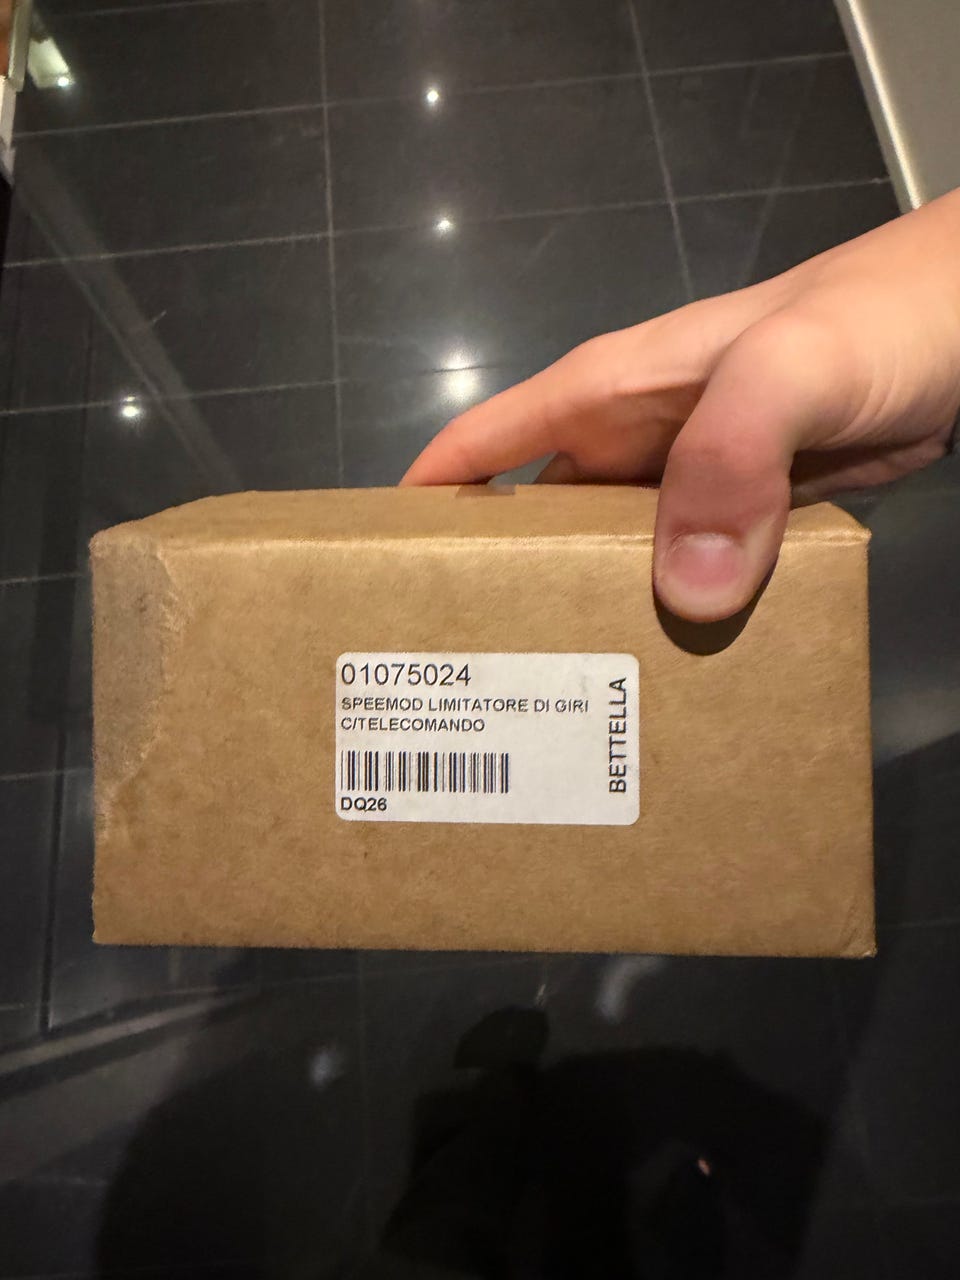 01075024
SPEEMOD LIMITATORE DI GIRI
C/TELECOMANDO
DQ26
BETTELLA